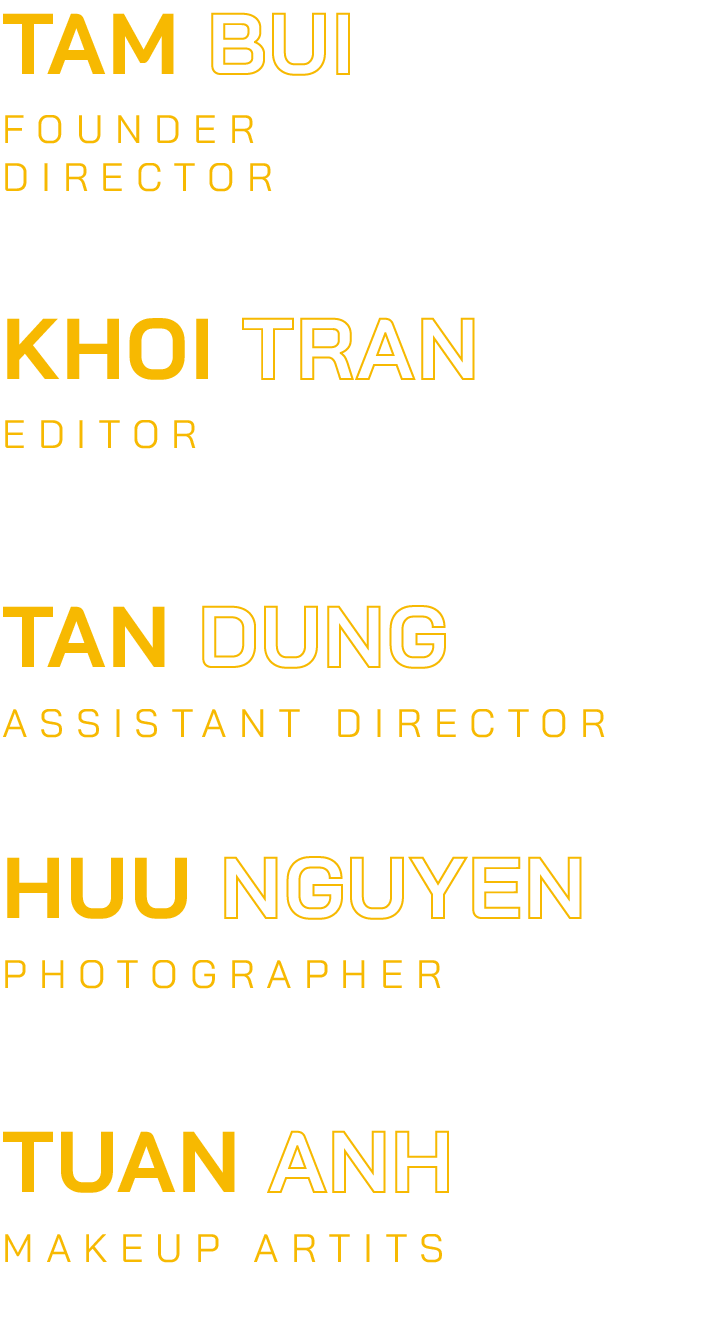 TAM BUI
FOUNDER
DIRECTOR
KHOI TRAN
EDITOR
TAN DUNG
ASSISTANT DIRECTOR
HUU NGUYEN
PHOTOGRAPHER
TUAN ANH
MAKEUP ARTITS